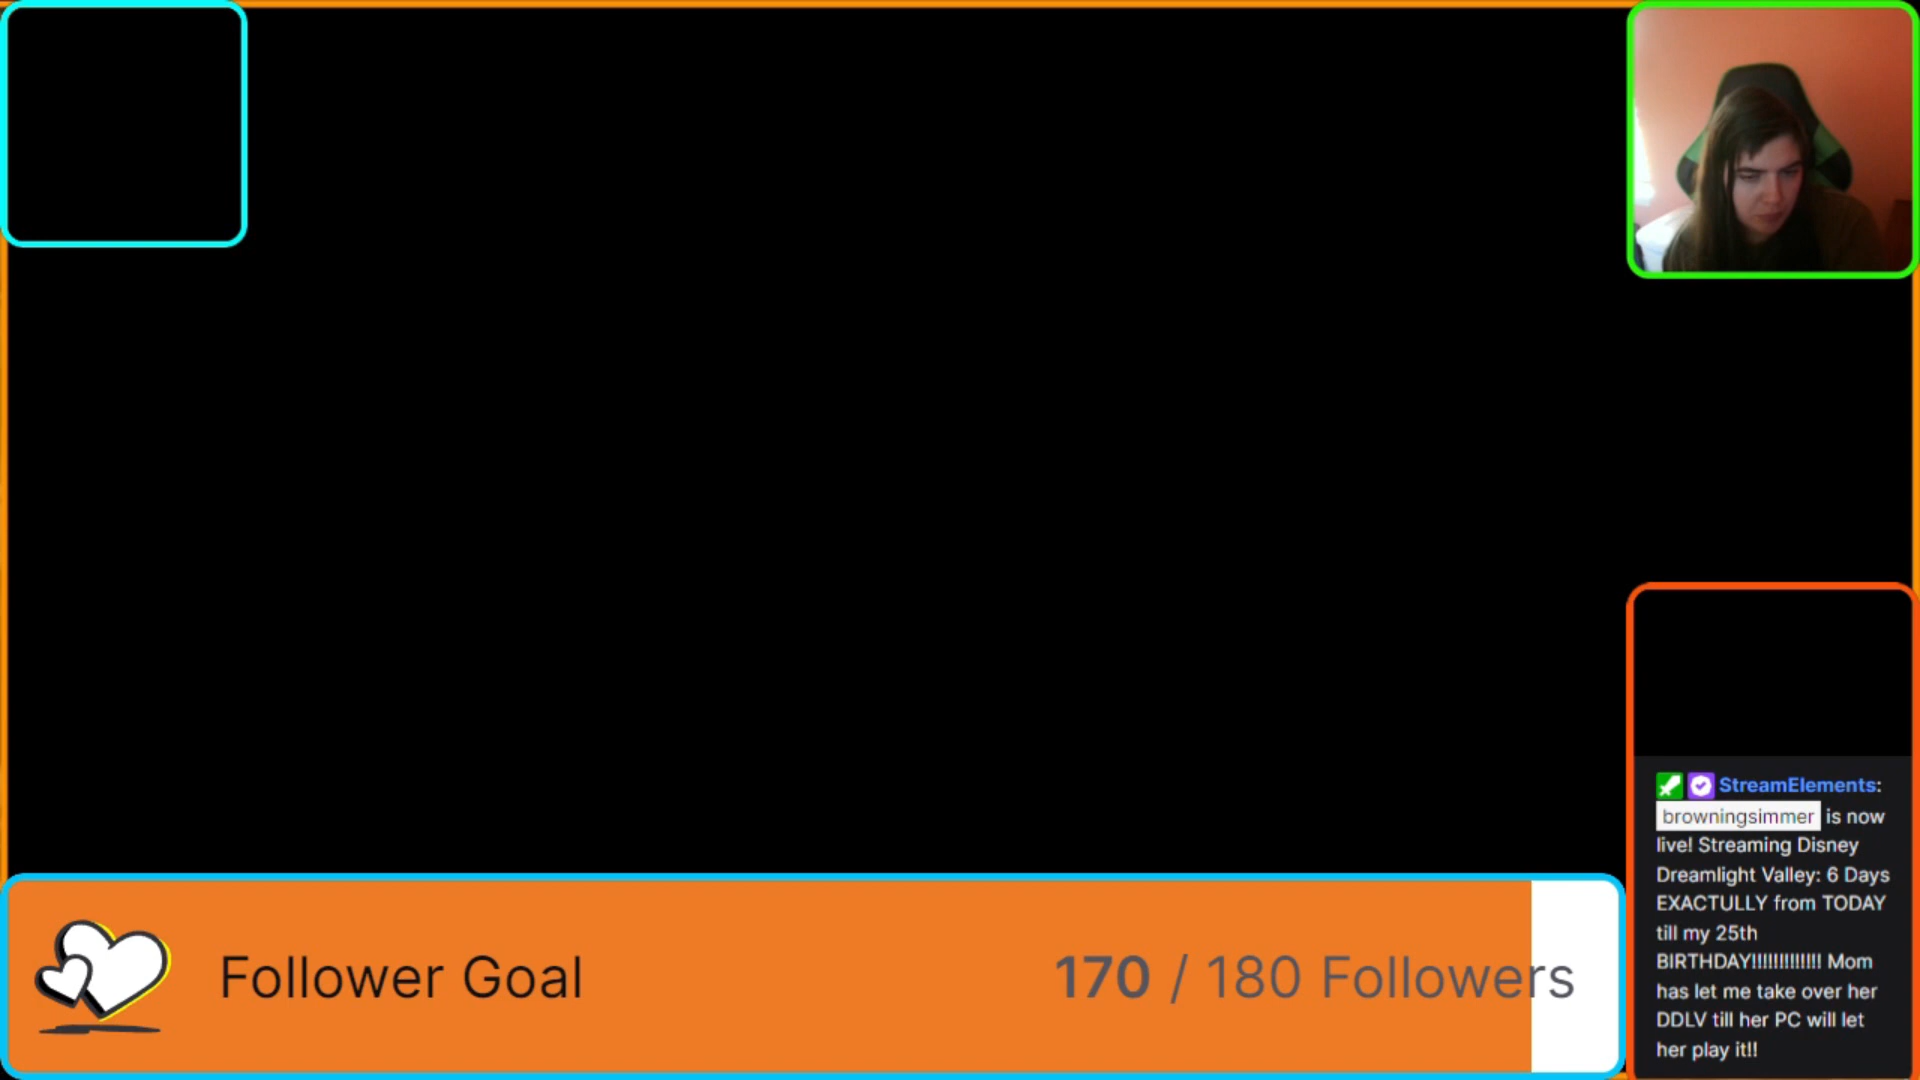 StreamElements:
browningsimmer is now
live! Streaming Disney
Dreamlight Valley: 6 Days
EXACTULLY from TODAY
till my 25th
BIRTHDAY!!!!!!!!!!!!! Mom
has let me take over her
DDLV till her PC will let
her play it!!
Follower Goal
170 / 180 Followers